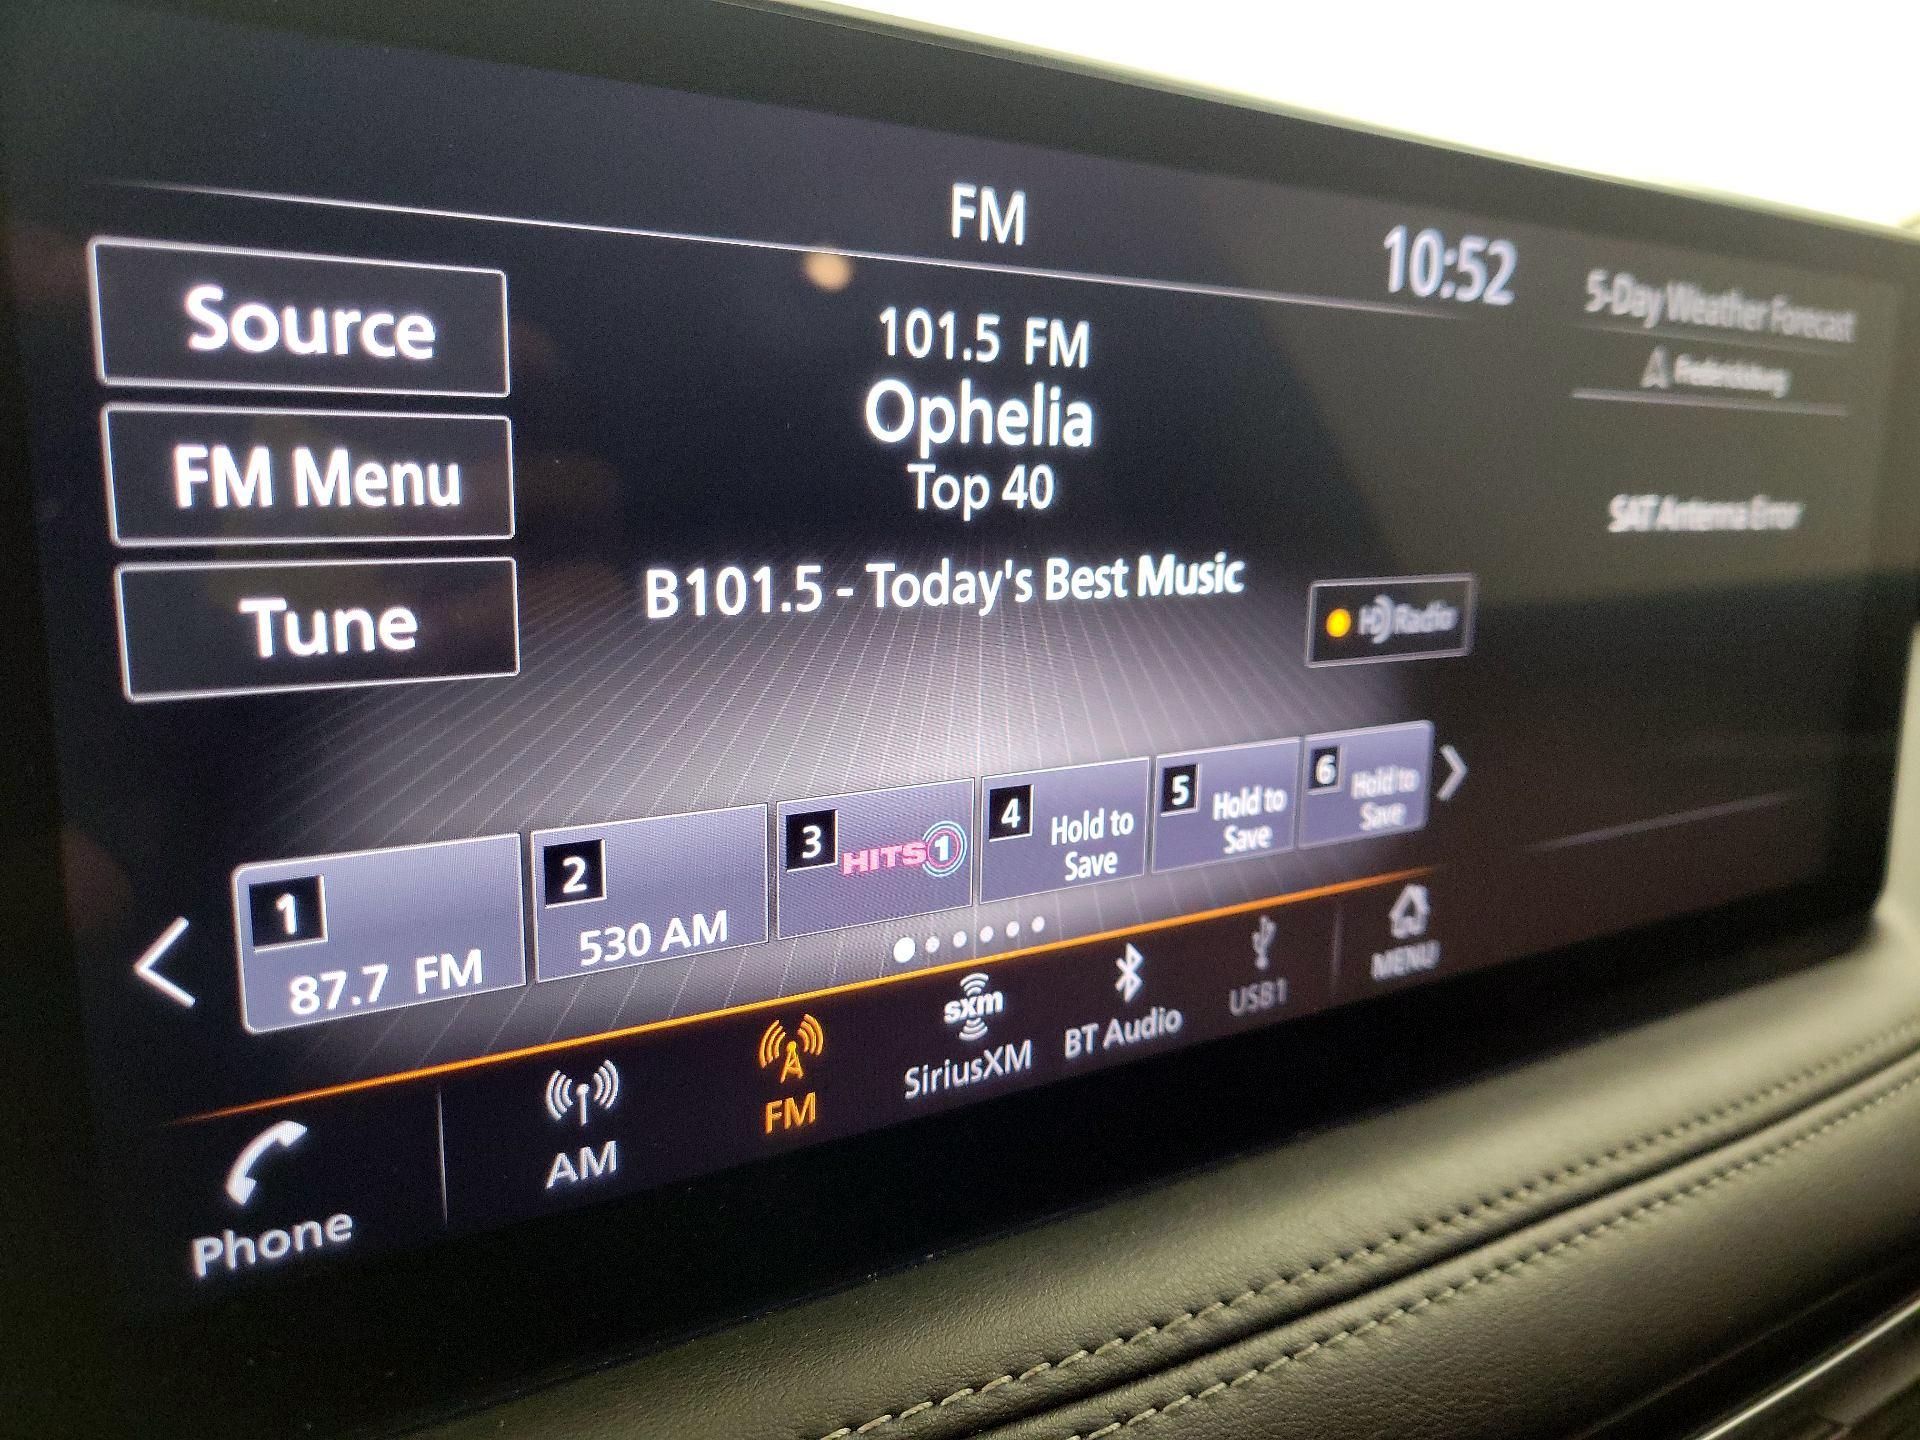 FM
10:52
Source
FM Menu
Tune
101.5 FM
Ophelia
Top 40
B101.5 - Today's Best Music
HD Radio
5-Day Weather Forecast
Fredericksburg
SAT Antenna Error
1
87.7 FM
2
530 AM
3
HITS 1
4
Hold to
Save
5
Hold to
Save
6
Hold to
Save
Phone
AM
FM
sxm
SiriusXM
BT Audio
USB1
MENU